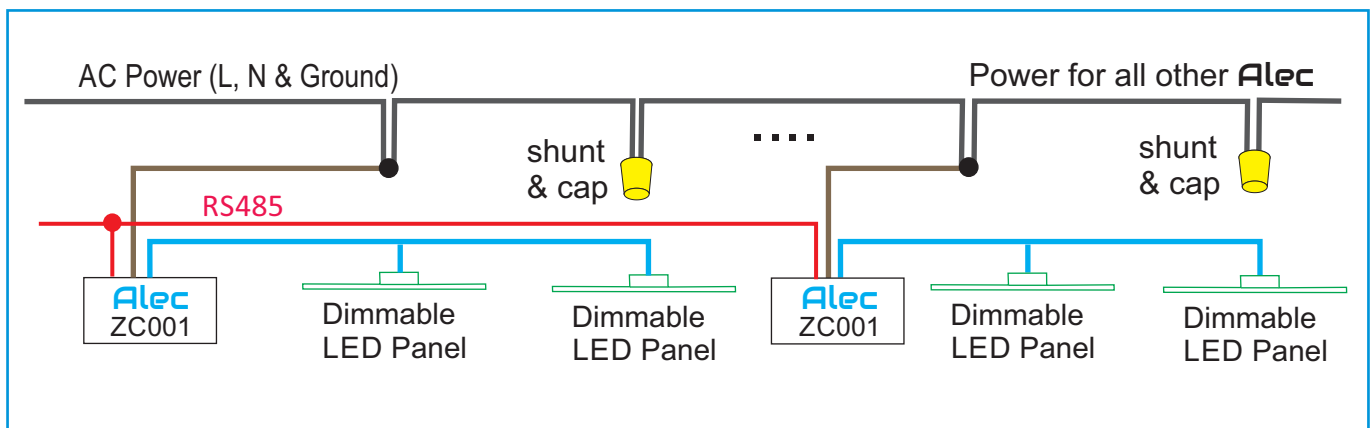 AC Power (L, N & Ground)
Power for all other Alec
shunt
& cap
shunt
& cap
RS485
Alec
ZC001
Dimmable
LED Panel
Dimmable
LED Panel
Alec
ZC001
Dimmable
LED Panel
Dimmable
LED Panel